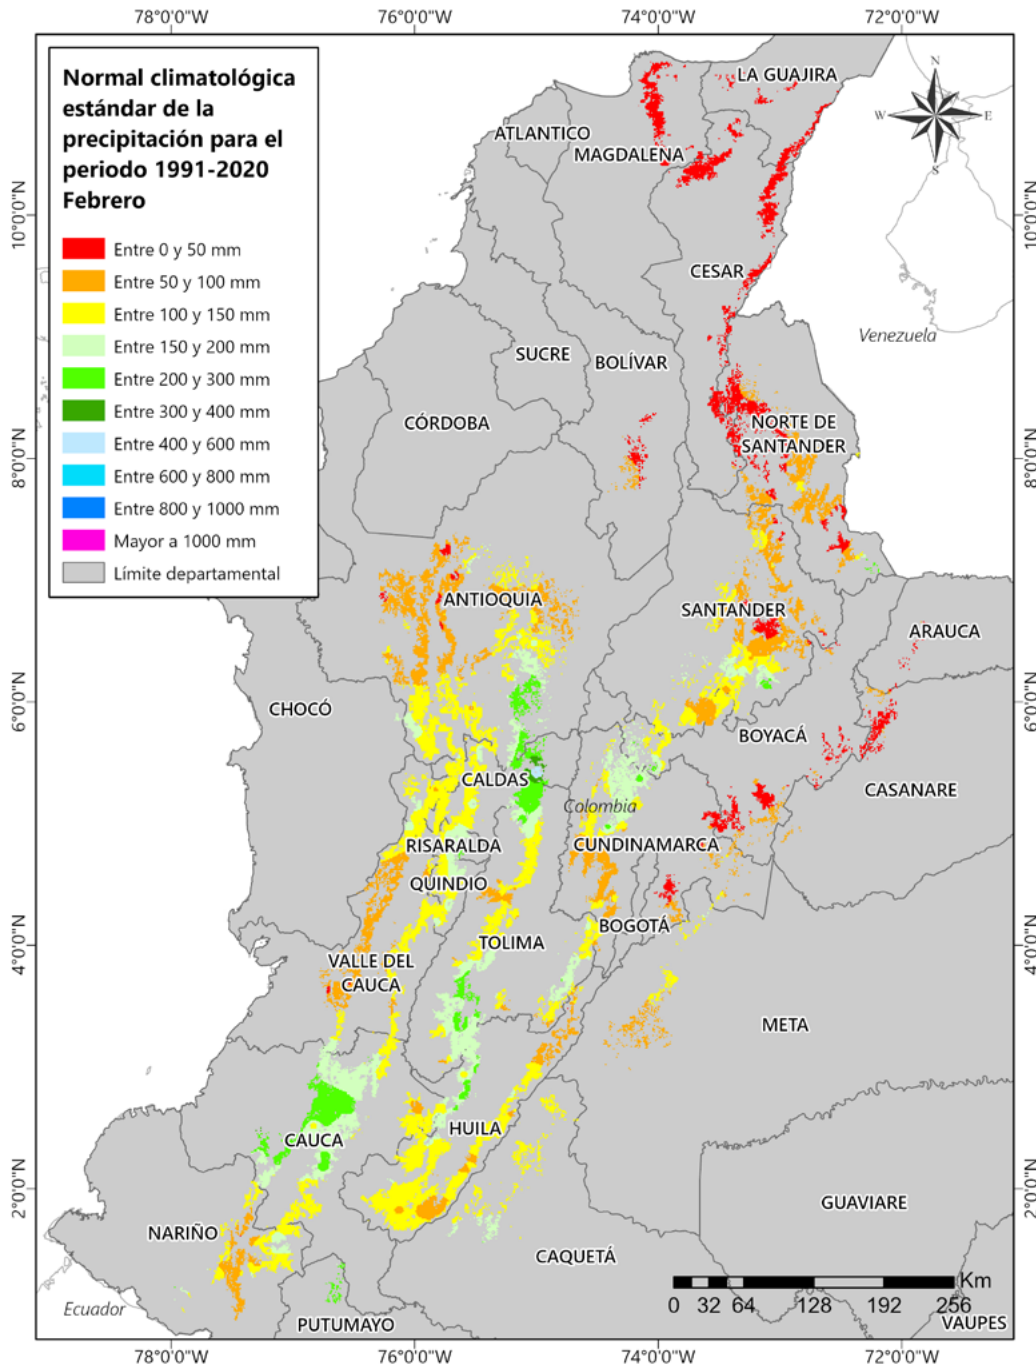 78°0'0"W 76°0'0"W 74°0'0"W 72°0'0"W
Normal climatológica
estándar de la
precipitación para el
periodo 1991-2020
Febrero
Entre 0 y 50 mm
Entre 50 y 100 mm
Entre 100 y 150 mm
Entre 150 y 200 mm
Entre 200 y 300 mm
Entre 300 y 400 mm
Entre 400 y 600 mm
Entre 600 y 800 mm
Entre 800 y 1000 mm
Mayor a 1000 mm
Límite departamental
N
W E
S
LA GUAJIRA
ATLANTICO
MAGDALENA
10°0'0"N 10°0'0"N
CESAR
Venezuela
SUCRE
BOLÍVAR
CÓRDOBA
NORTE DE
SANTANDER
8°0'0"N 8°0'0"N
ANTIOQUIA
SANTANDER
ARAUCA
6°0'0"N 6°0'0"N
CHOCÓ
BOYACÁ
CALDAS
CASANARE
Colombia
RISARALDA
CUNDINAMARCA
QUINDIO
BOGOTÁ
4°0'0"N 4°0'0"N
TOLIMA
VALLE DEL
CAUCA
META
HUILA
CAUCA
2°0'0"N 2°0'0"N
GUAVIARE
NARIÑO
CAQUETÁ
Km
0 32 64 128 192 256
Ecuador
PUTUMAYO
VAUPES
78°0'0"W 76°0'0"W 74°0'0"W 72°0'0"W